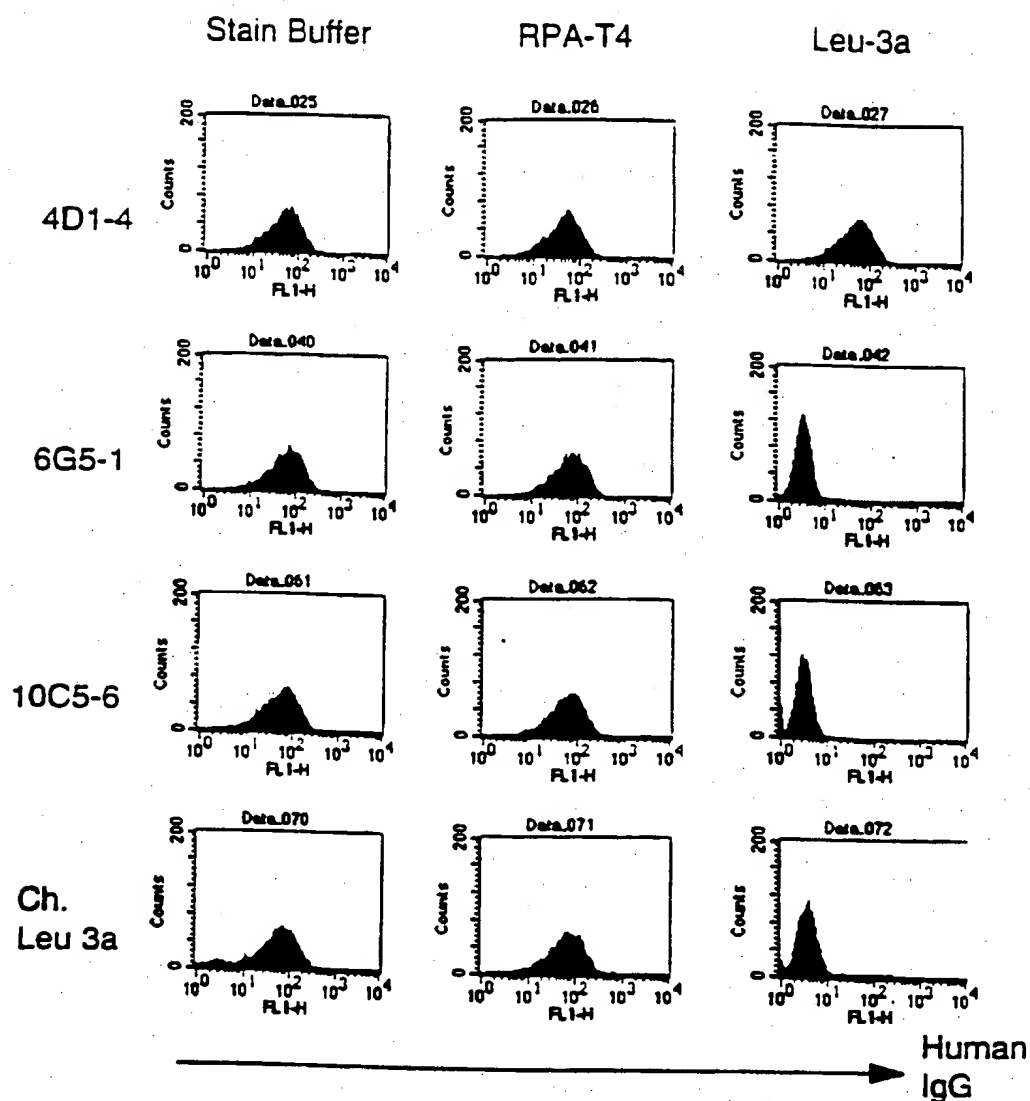 Stain Buffer RPA-T4 Leu-3a
4D1-4
Data.025
200
Counts
0
10^0 10^1 10^2 10^3 10^4
FL1-H
Data.026
200
Counts
0
10^0 10^1 10^2 10^3 10^4
FL1-H
Data.027
200
Counts
0
10^0 10^1 10^2 10^3 10^4
FL1-H
6G5-1
Data.040
200
Counts
0
10^0 10^1 10^2 10^3 10^4
FL1-H
Data.041
200
Counts
0
10^0 10^1 10^2 10^3 10^4
FL1-H
Data.042
200
Counts
0
10^0 10^1 10^2 10^3 10^4
FL1-H
10C5-6
Data.061
200
Counts
0
10^0 10^1 10^2 10^3 10^4
FL1-H
Data.062
200
Counts
0
10^0 10^1 10^2 10^3 10^4
FL1-H
Data.063
200
Counts
0
10^0 10^1 10^2 10^3 10^4
FL1-H
Ch.
Leu 3a
Data.070
200
Counts
0
10^0 10^1 10^2 10^3 10^4
FL1-H
Data.071
200
Counts
0
10^0 10^1 10^2 10^3 10^4
FL1-H
Data.072
200
Counts
0
10^0 10^1 10^2 10^3 10^4
FL1-H
Human
IgG